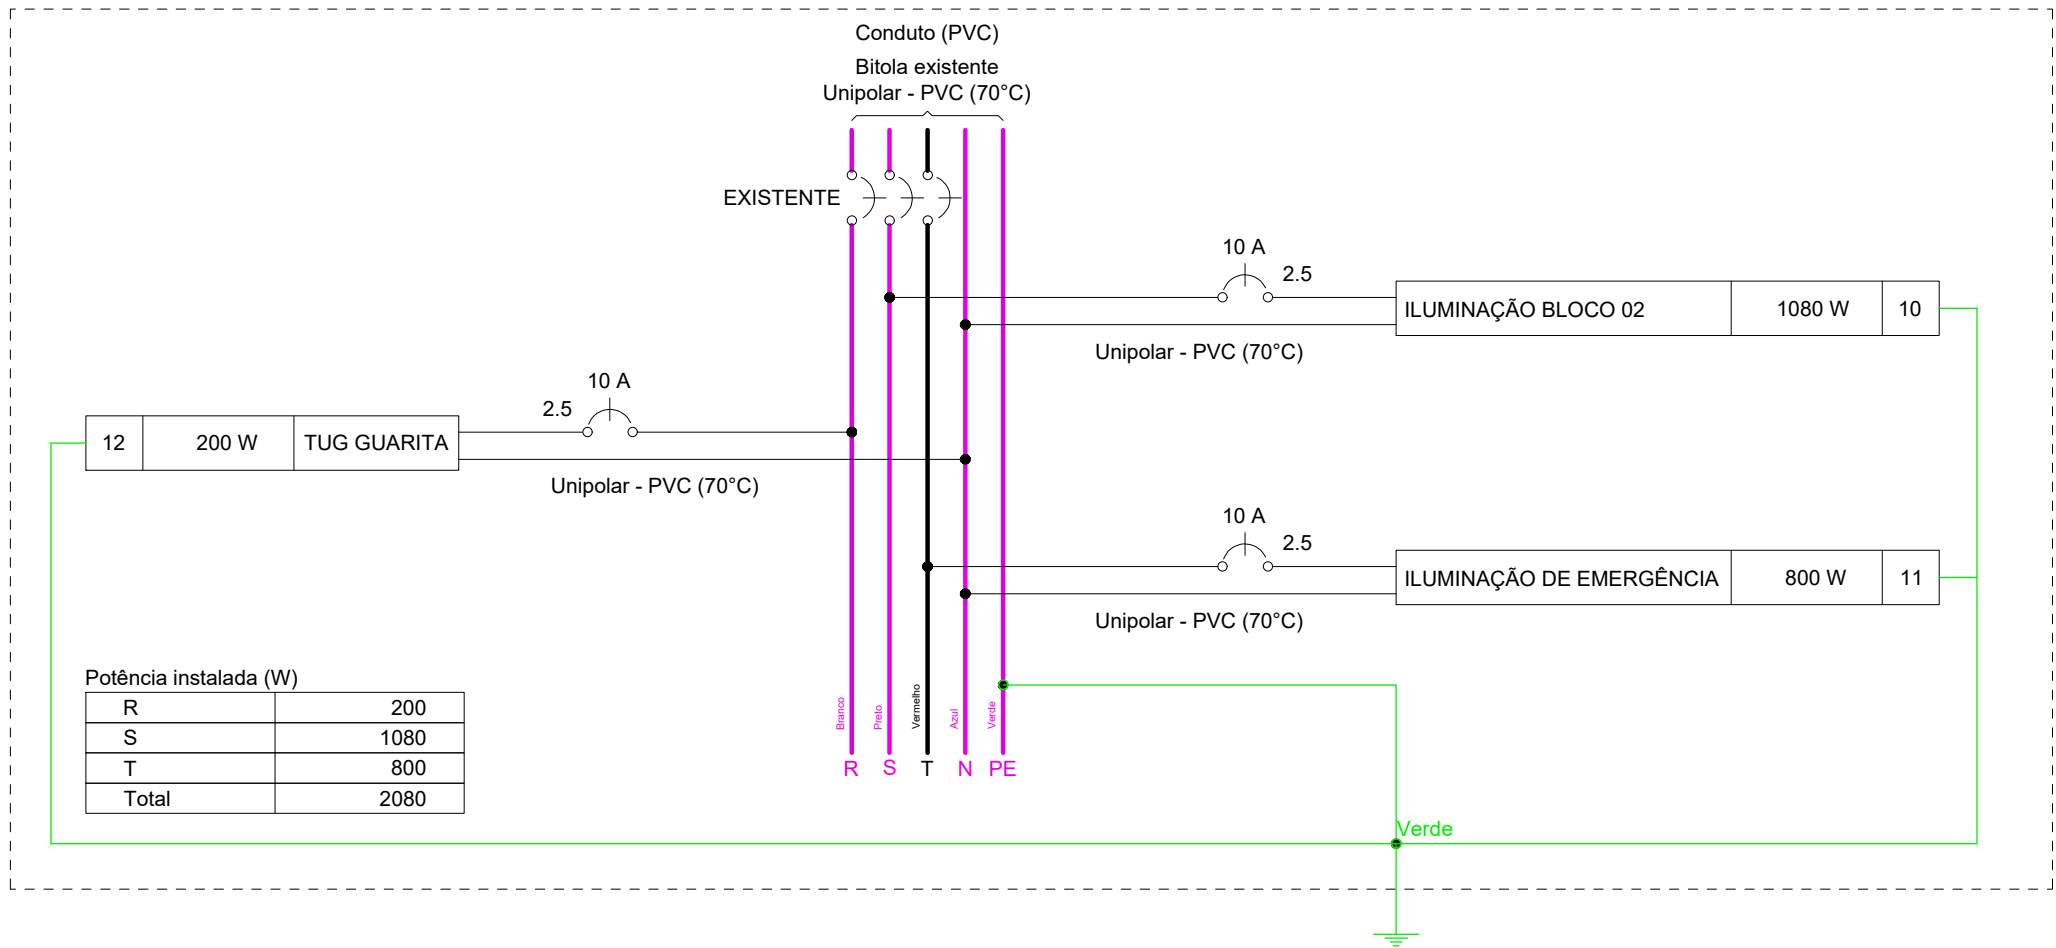 Conduto (PVC)
Bitola existente
Unipolar - PVC (70°C)
EXISTENTE
10 A
2.5
ILUMINAÇÃO BLOCO 02
1080 W
10
Unipolar - PVC (70°C)
10 A
2.5
12
200 W
TUG GUARITA
Unipolar - PVC (70°C)
10 A
2.5
ILUMINAÇÃO DE EMERGÊNCIA
800 W
11
Unipolar - PVC (70°C)
Potência instalada (W)
R 200
S 1080
T 800
Total 2080
Branco
Preto
Vermelho
Azul
Verde
R S T N PE
Verde